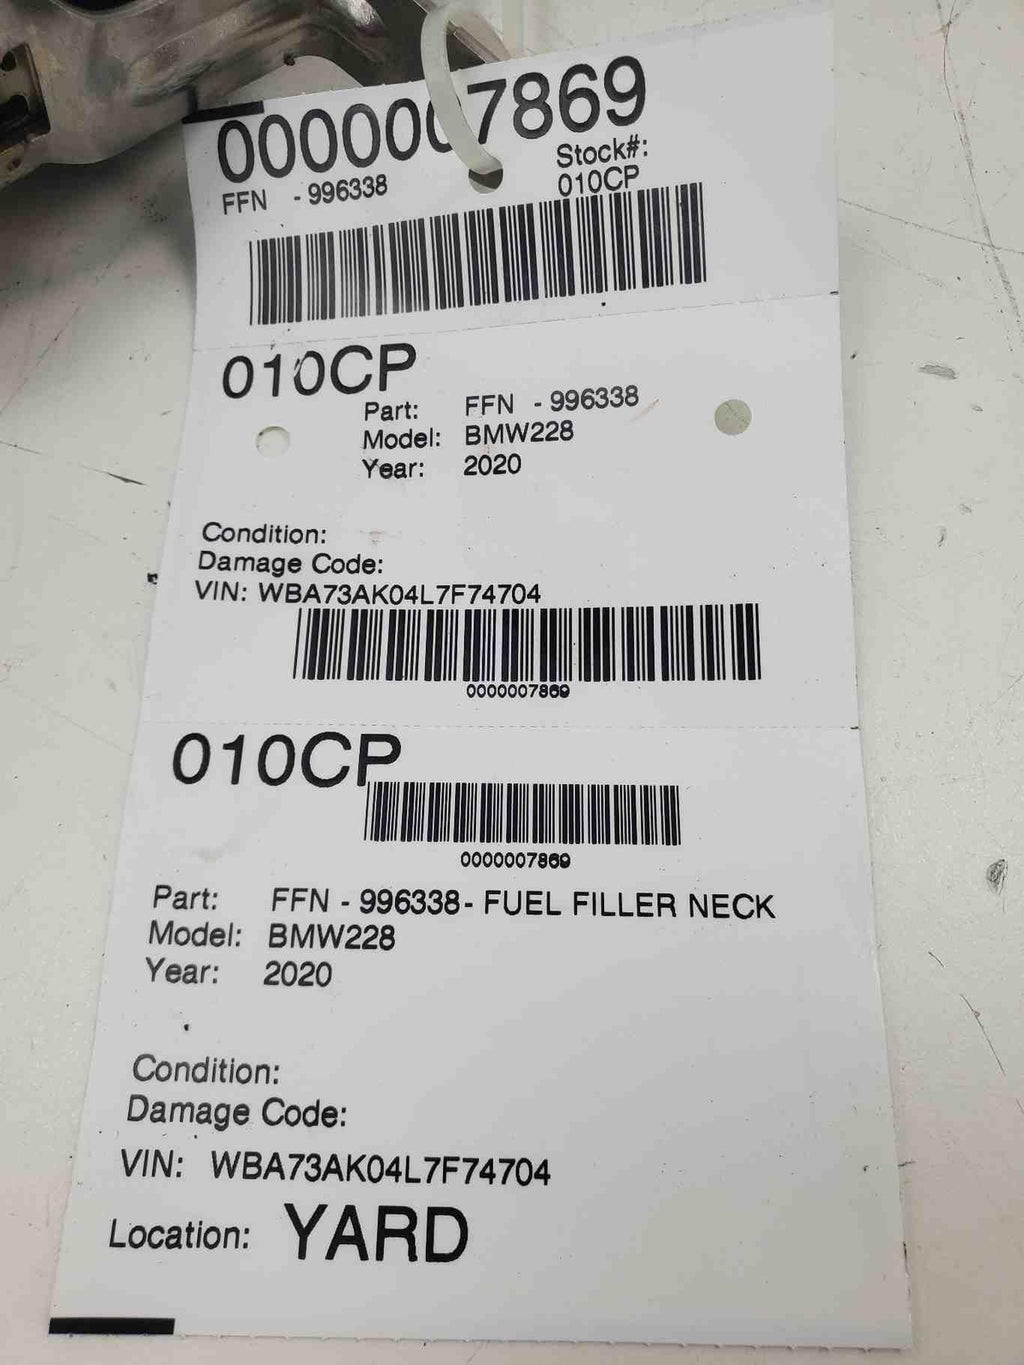 0000007869
FFN - 996338
Stock#:
010CP
010CP
Part: FFN - 996338
Model: BMW228
Year: 2020
Condition:
Damage Code:
VIN: WBA73AK04L7F74704
0000007869
010CP
0000007869
Part: FFN - 996338- FUEL FILLER NECK
Model: BMW228
Year: 2020
Condition:
Damage Code:
VIN: WBA73AK04L7F74704
Location: YARD